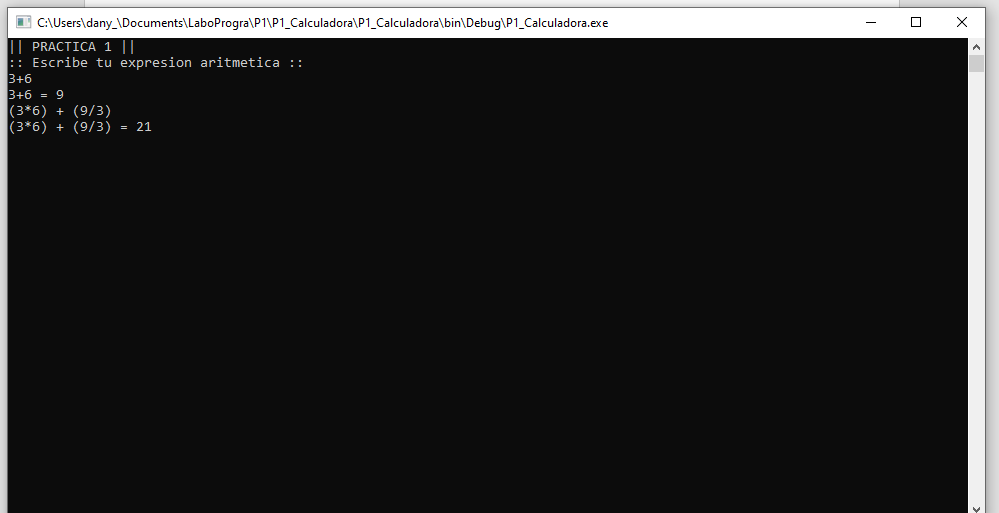 C:\Users\dany_\Documents\LaboProgra\P1\P1_Calculadora\P1_Calculadora\bin\Debug\P1_Calculadora.exe
|| PRACTICA 1 ||
:: Escribe tu expresion aritmetica ::
3+6
3+6 = 9
(3*6) + (9/3)
(3*6) + (9/3) = 21